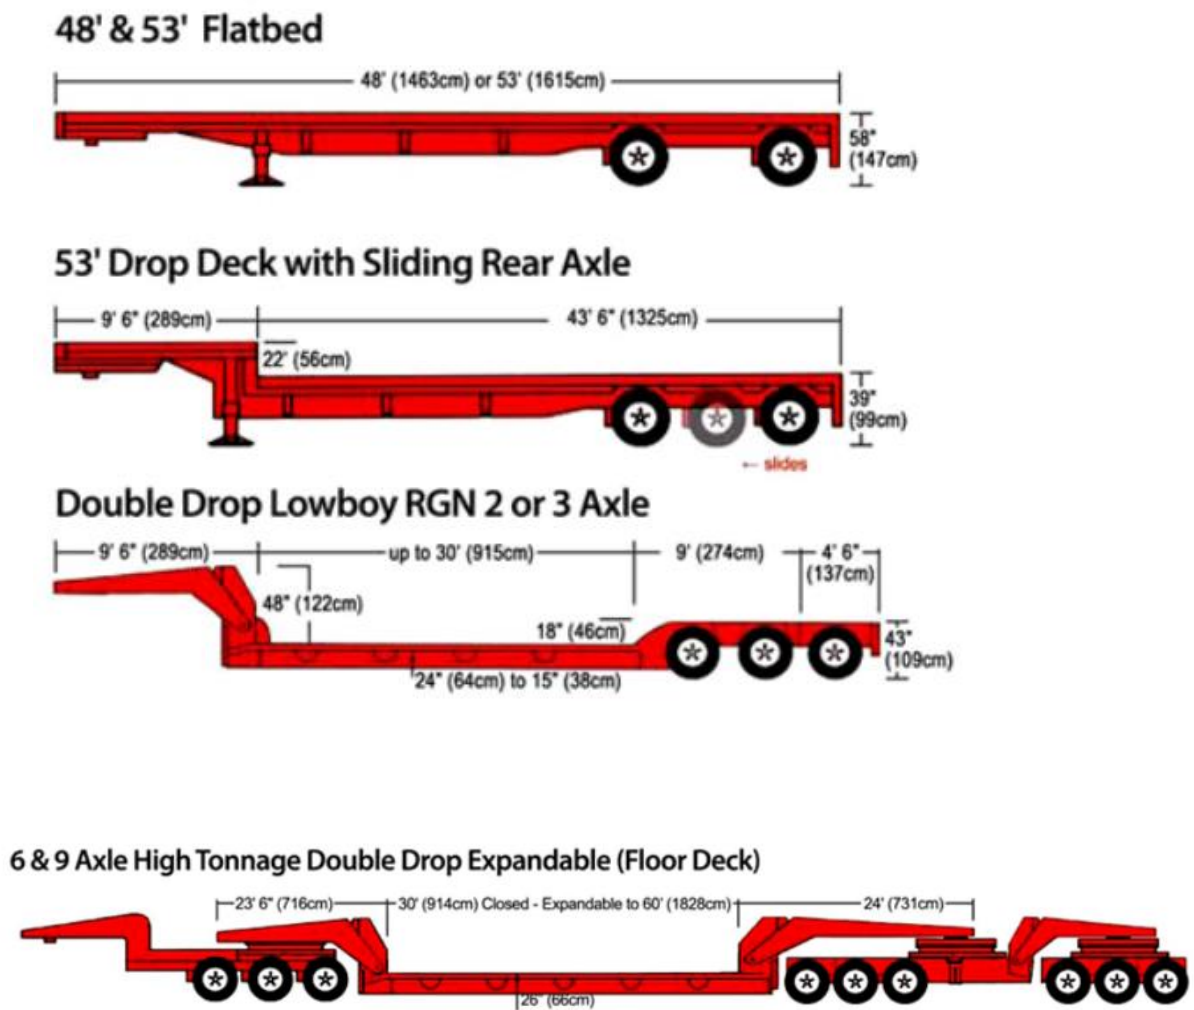 48' & 53' Flatbed
48' (1463cm) or 53' (1615cm)
58"
(147cm)
53' Drop Deck with Sliding Rear Axle
9' 6" (289cm)
43' 6" (1325cm)
22' (56cm)
39"
(99cm)
← slides
Double Drop Lowboy RGN 2 or 3 Axle
9' 6" (289cm)
up to 30' (915cm)
9' (274cm)
4' 6"
(137cm)
48" (122cm)
18" (46cm)
43"
(109cm)
24" (64cm) to 15" (38cm)
6 & 9 Axle High Tonnage Double Drop Expandable (Floor Deck)
23' 6" (716cm)
30' (914cm) Closed - Expandable to 60' (1828cm)
24' (731cm)
26" (66cm)